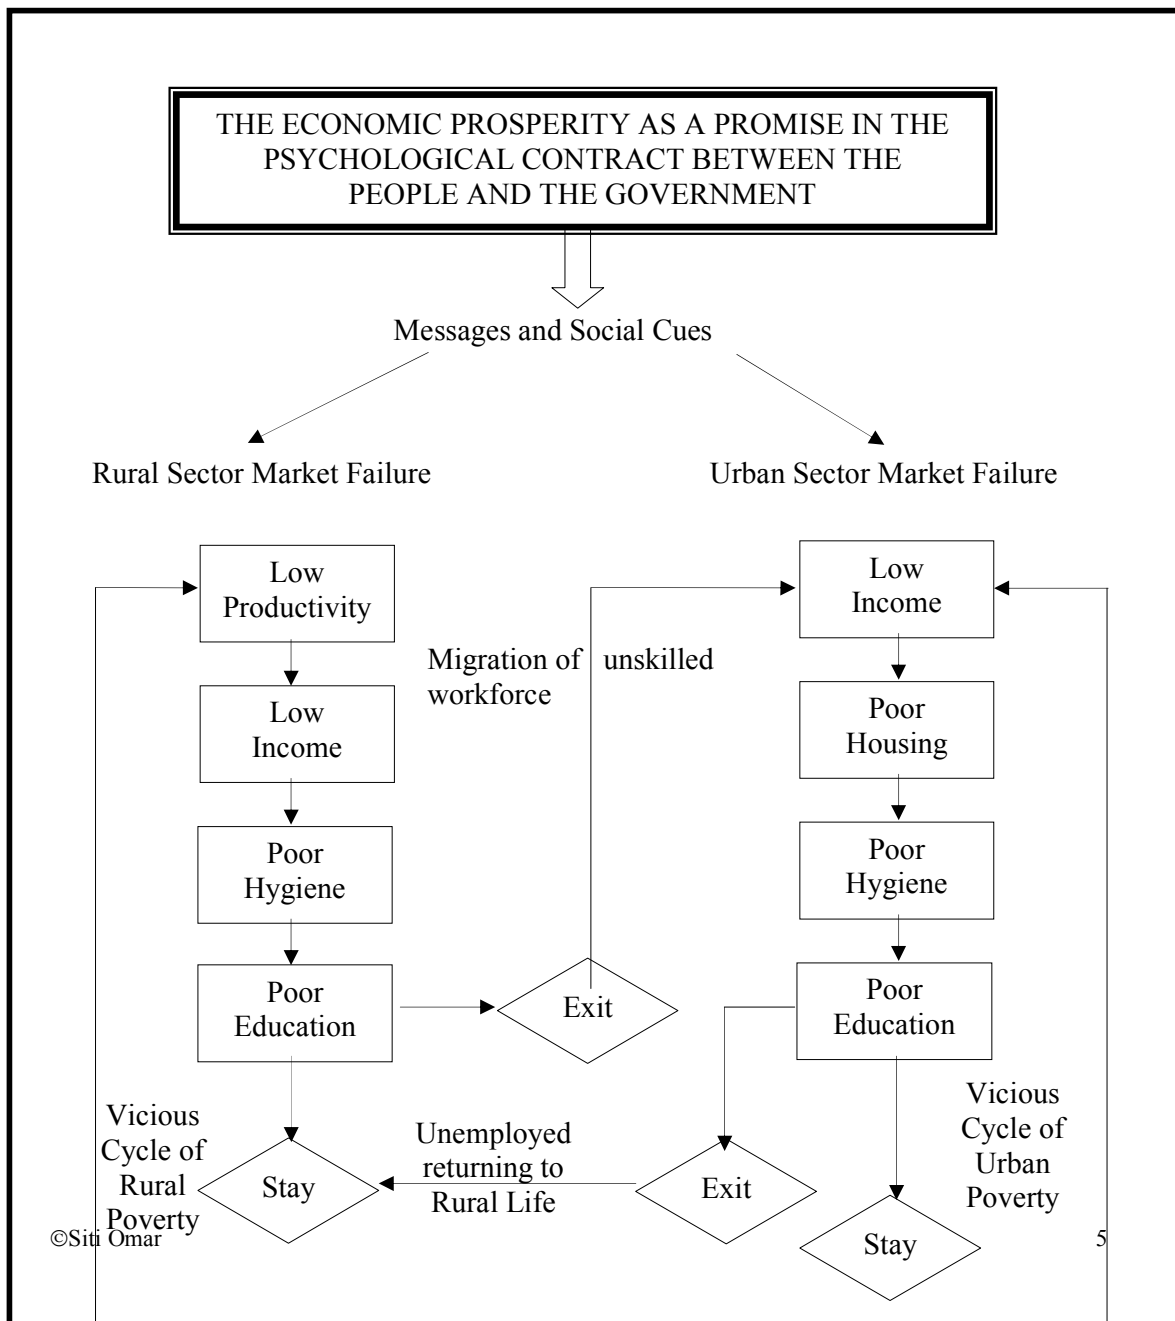 THE ECONOMIC PROSPERITY AS A PROMISE IN THE
PSYCHOLOGICAL CONTRACT BETWEEN THE
PEOPLE AND THE GOVERNMENT
Messages and Social Cues
Rural Sector Market Failure
Urban Sector Market Failure
Low
Productivity
Low
Income
Poor
Hygiene
Poor
Education
Migration of unskilled
workforce
Exit
Low
Income
Poor
Housing
Poor
Hygiene
Poor
Education
Vicious
Cycle of
Rural
Poverty
Stay
Unemployed
returning to
Rural Life
Exit
Vicious
Cycle of
Urban
Poverty
Stay
©Siti Omar
5